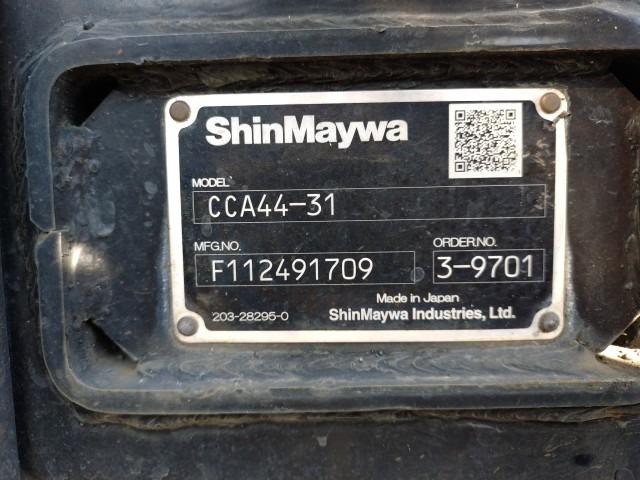 ShinMaywa
MODEL
CCA44-31
MFG.NO. ORDER.NO.
F112491709 3-9701
Made in Japan
203-28295-0 ShinMaywa Industries, Ltd.